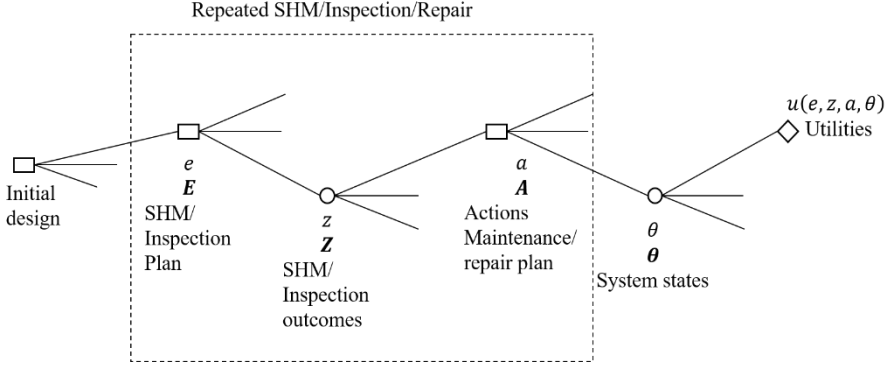 Repeated SHM/Inspection/Repair
Initial
design
e
E
SHM/
Inspection
Plan
z
Z
SHM/
Inspection
outcomes
a
A
Actions
Maintenance/
repair plan
θ
θ
System states
u(e, z, a, θ)
Utilities